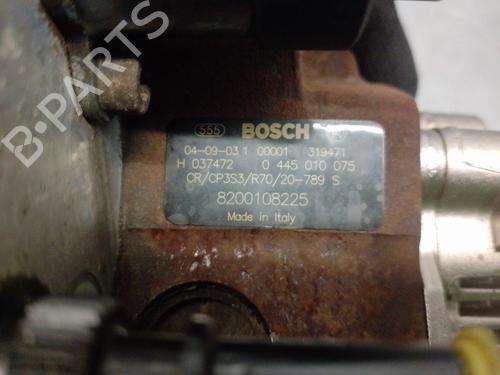 B-PARTS
555 BOSCH
04-09-03 1 00001 319471
H 037472 0 445 010 075
CR/CP3S3/R70/20-789 S
8200108225
Made in Italy